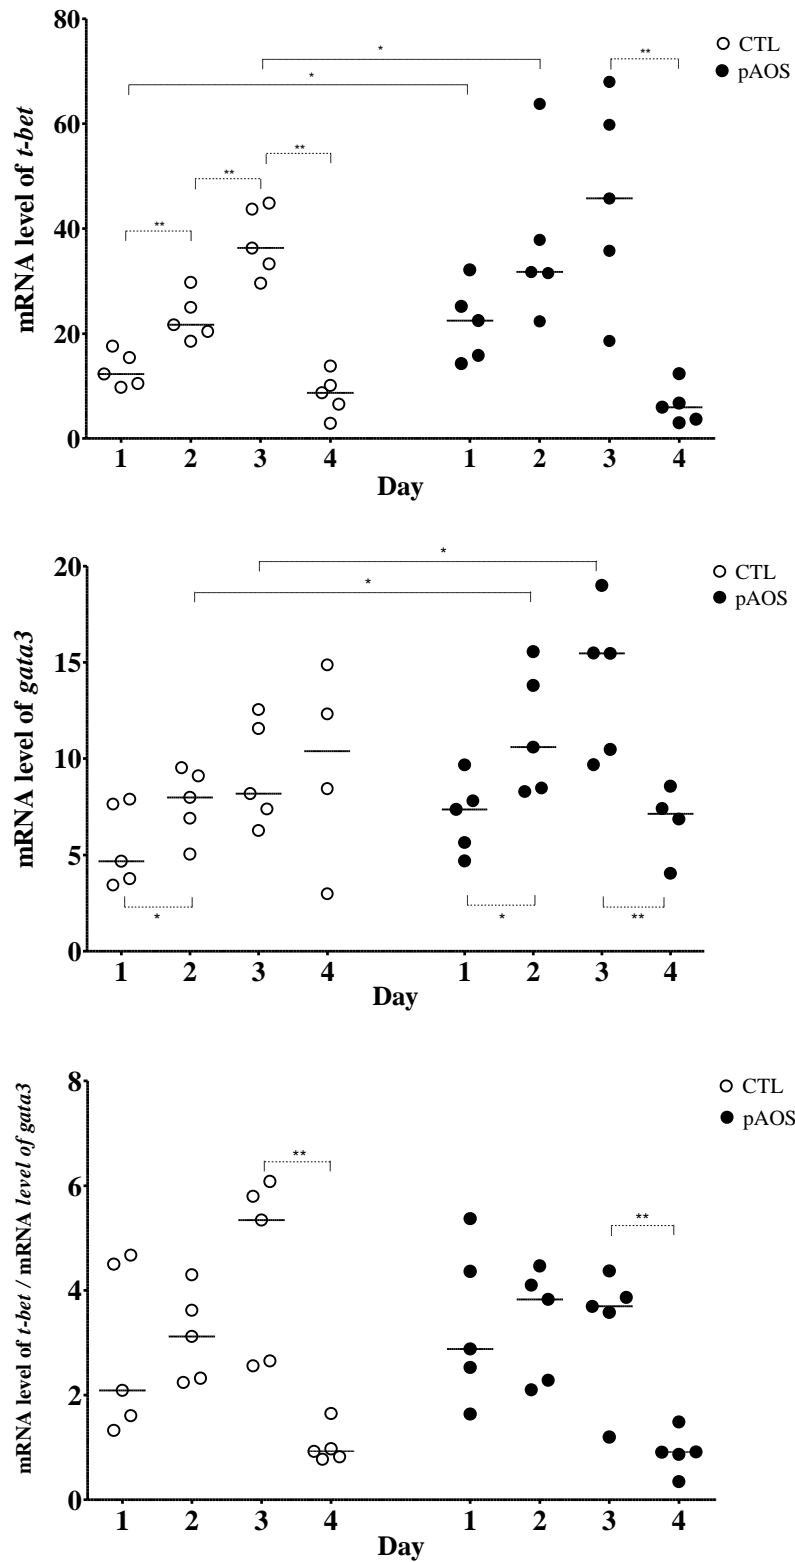 80
60
40
20
0
mRNA level of t-bet
CTL
pAOS
*
*
**
**
**
**
1 2 3 4 1 2 3 4
Day
20
15
10
5
0
mRNA level of gata3
CTL
pAOS
*
*
*
*
**
1 2 3 4 1 2 3 4
Day
8
6
4
2
0
mRNA level of t-bet / mRNA level of gata3
CTL
pAOS
**
**
1 2 3 4 1 2 3 4
Day